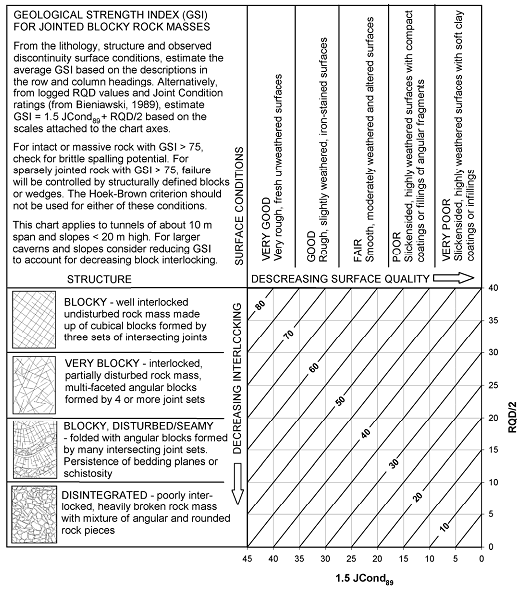 GEOLOGICAL STRENGTH INDEX (GSI)
FOR JOINTED BLOCKY ROCK MASSES
From the lithology, structure and observed
discontinuity surface conditions, estimate the
average GSI based on the descriptions in
the row and column headings. Alternatively,
from logged RQD values and Joint Condition
ratings (from Bieniawski, 1989), estimate
GSI = 1.5 JCond89 + RQD/2 based on the
scales attached to the chart axes.
For intact or massive rock with GSI > 75,
check for brittle spalling potential. For
sparsely jointed rock with GSI > 75, failure
will be controlled by structurally defined blocks
or wedges. The Hoek-Brown criterion should
not be used for either of these conditions.
This chart applies to tunnels of about 10 m
span and slopes < 20 m high. For larger
caverns and slopes consider reducing GSI
to account for decreasing block interlocking.
SURFACE CONDITIONS
VERY GOOD
Very rough, fresh unweathered surfaces
GOOD
Rough, slightly weathered, iron-stained surfaces
FAIR
Smooth, moderately weathered and altered surfaces
POOR
Slickensided, highly weathered surfaces with compact
coatings or fillings of angular fragments
VERY POOR
Slickensided, highly weathered surfaces with soft clay
coatings or infillings
STRUCTURE
DESCREASING SURFACE QUALITY
BLOCKY - well interlocked
undisturbed rock mass made
up of cubical blocks formed by
three sets of intersecting joints
VERY BLOCKY - interlocked,
partially disturbed rock mass,
multi-faceted angular blocks
formed by 4 or more joint sets
BLOCKY, DISTURBED/SEAMY
- folded with angular blocks formed
by many intersecting joint sets.
Persistence of bedding planes or
schistosity
DISINTEGRATED - poorly inter-
locked, heavily broken rock mass
with mixture of angular and rounded
rock pieces
DECREASING INTERLOCKING
80
70
60
50
40
30
20
10
40
35
30
25
20
15
10
5
0
RQD/2
45 40 35 30 25 20 15 10 5 0
1.5 JCond89